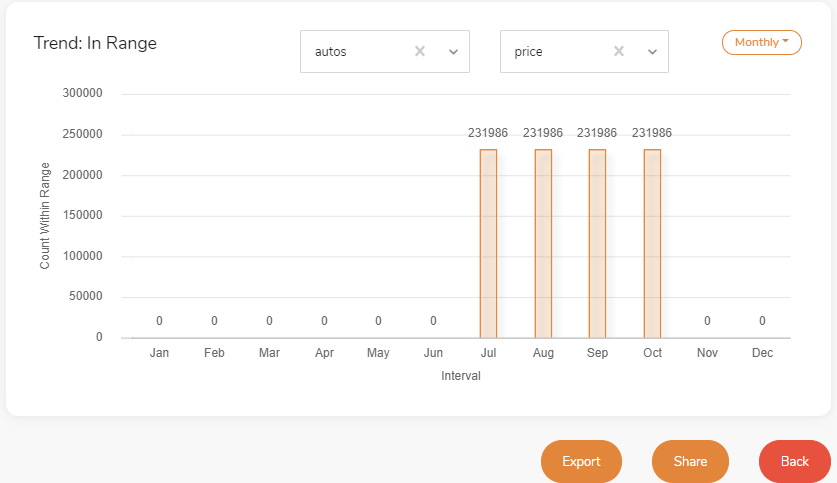 Trend: In Range
autos
price
Monthly
300000
250000
200000
150000
100000
50000
0
Count Within Range
231986 231986 231986 231986
0 0 0 0 0 0 0 0
Jan Feb Mar Apr May Jun Jul Aug Sep Oct Nov Dec
Interval
Export Share Back